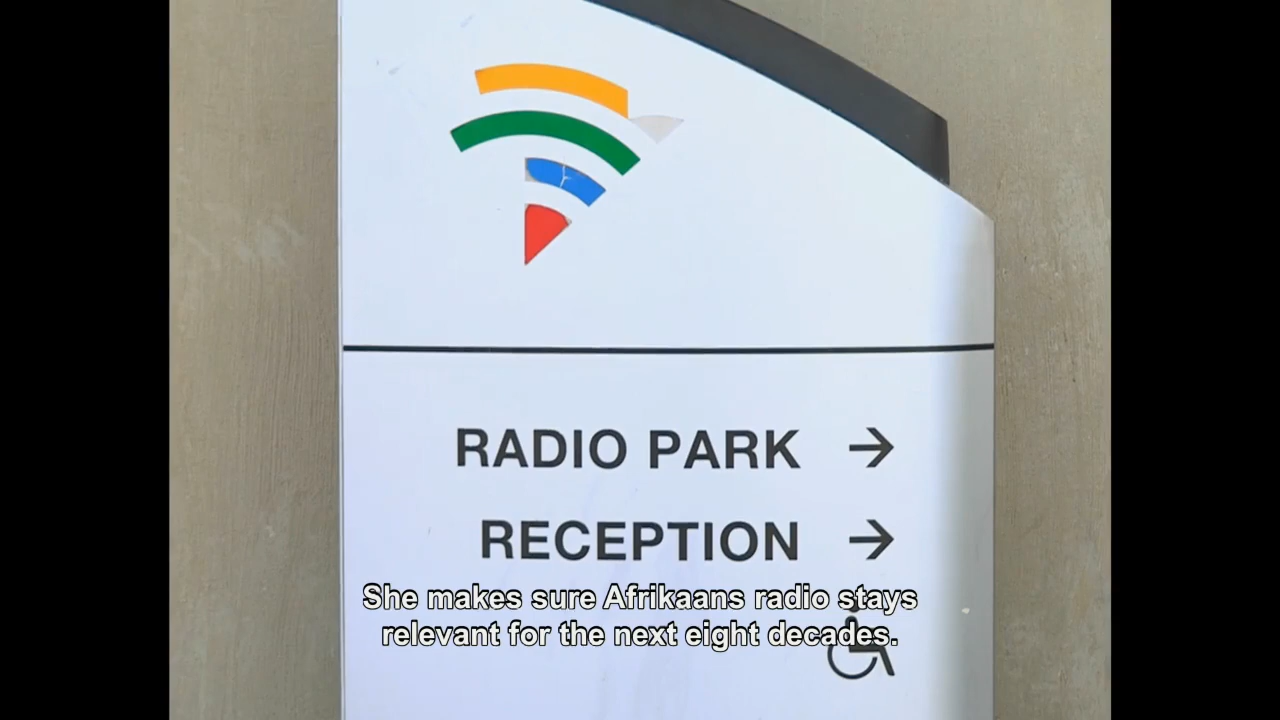 RADIO PARK →
RECEPTION →
She makes sure Afrikaans radio stays
relevant for the next eight decades.